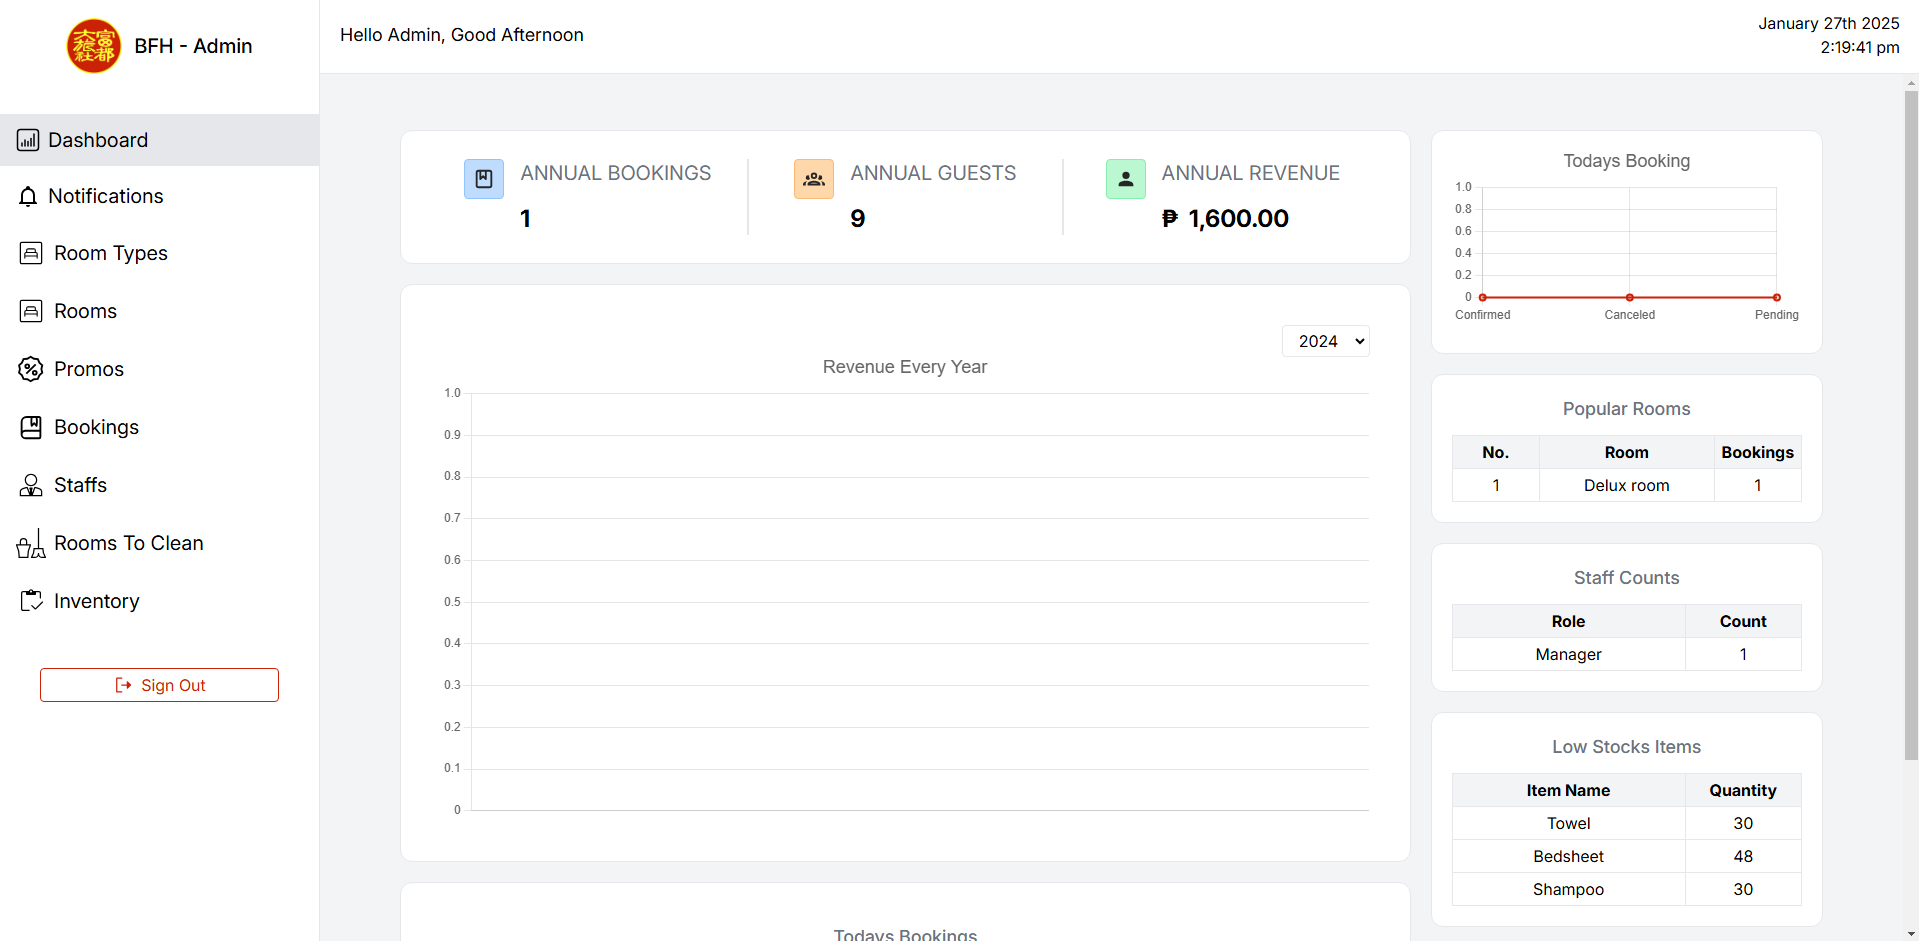 大旅社 富都
BFH - Admin
Dashboard
Notifications
Room Types
Rooms
Promos
Bookings
Staffs
Rooms To Clean
Inventory
Sign Out
Hello Admin, Good Afternoon
January 27th 2025
2:19:41 pm
ANNUAL BOOKINGS
1
ANNUAL GUESTS
9
ANNUAL REVENUE
₱ 1,600.00
2024
Revenue Every Year
1.0
0.9
0.8
0.7
0.6
0.5
0.4
0.3
0.2
0.1
0
Todays Bookings
Todays Booking
1.0
0.8
0.6
0.4
0.2
0
Confirmed Canceled Pending
Popular Rooms
No. Room Bookings
1 Delux room 1
Staff Counts
Role Count
Manager 1
Low Stocks Items
Item Name Quantity
Towel 30
Bedsheet 48
Shampoo 30